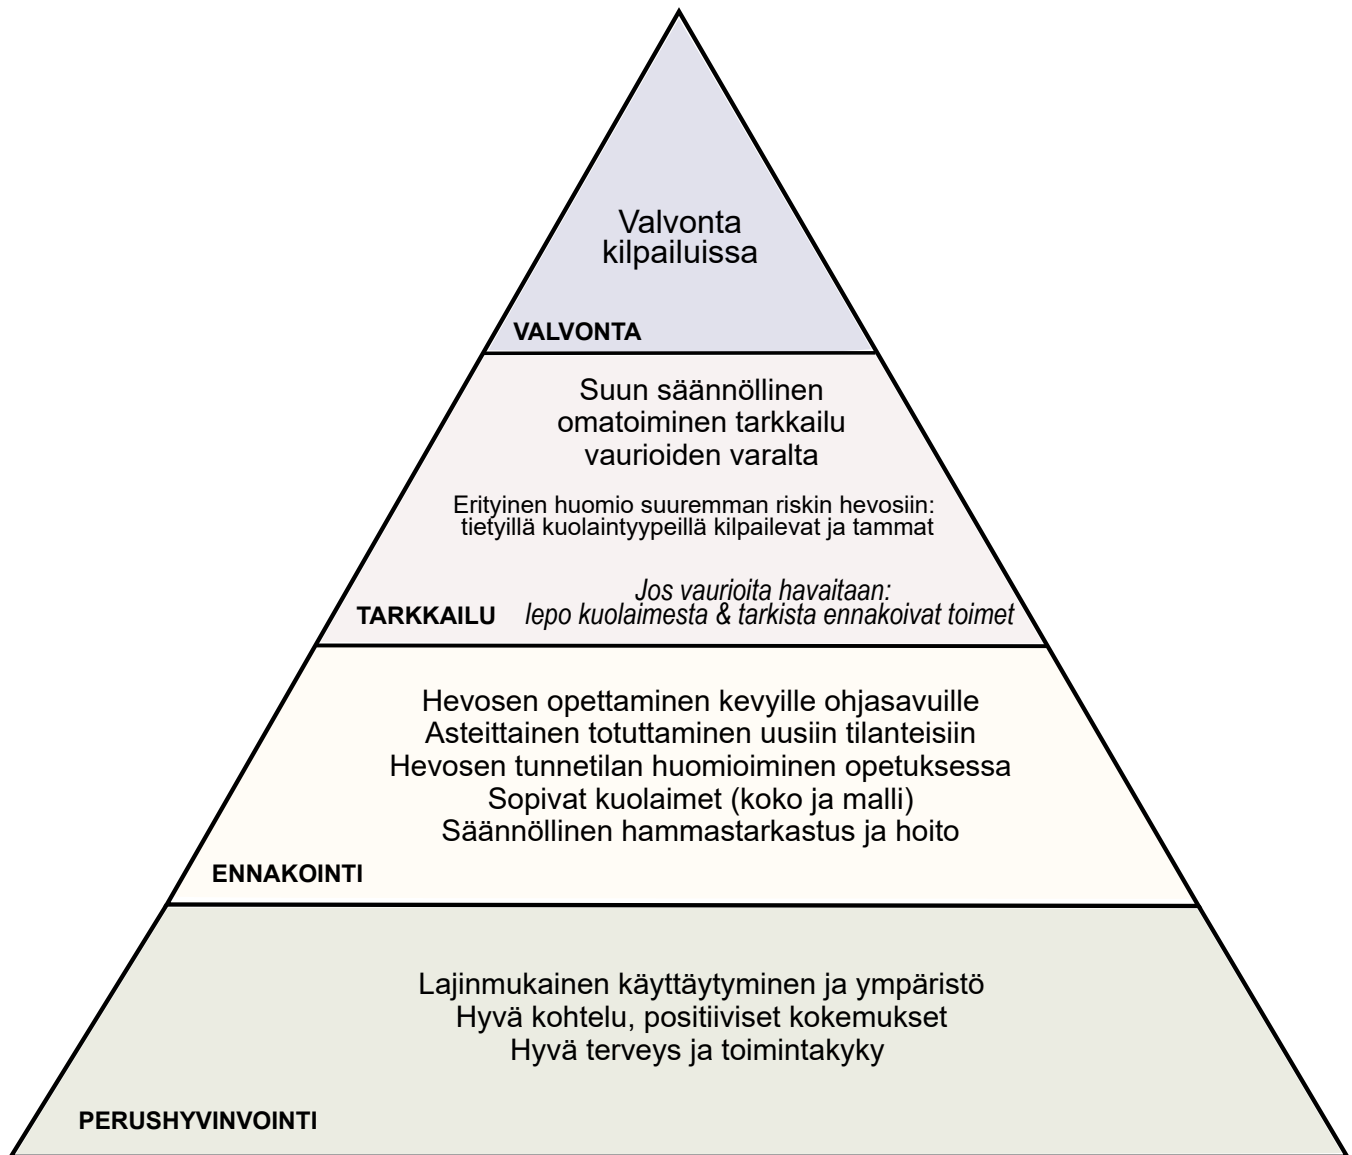 Valvonta
kilpailuissa
VALVONTA
Suun säännöllinen
omatoiminen tarkkailu
vaurioiden varalta
Erityinen huomio suuremman riskin hevosiin:
tietyillä kuolaintyypeillä kilpailevat ja tammat
Jos vaurioita havaitaan:
TARKKAILU lepo kuolaimesta & tarkista ennakoivat toimet
Hevosen opettaminen kevyille ohjasavuille
Asteittainen totuttaminen uusiin tilanteisiin
Hevosen tunnetilan huomioiminen opetuksessa
Sopivat kuolaimet (koko ja malli)
Säännöllinen hammastarkastus ja hoito
ENNAKOINTI
Lajinmukainen käyttäytyminen ja ympäristö
Hyvä kohtelu, positiiviset kokemukset
Hyvä terveys ja toimintakyky
PERUSHYVINVOINTI